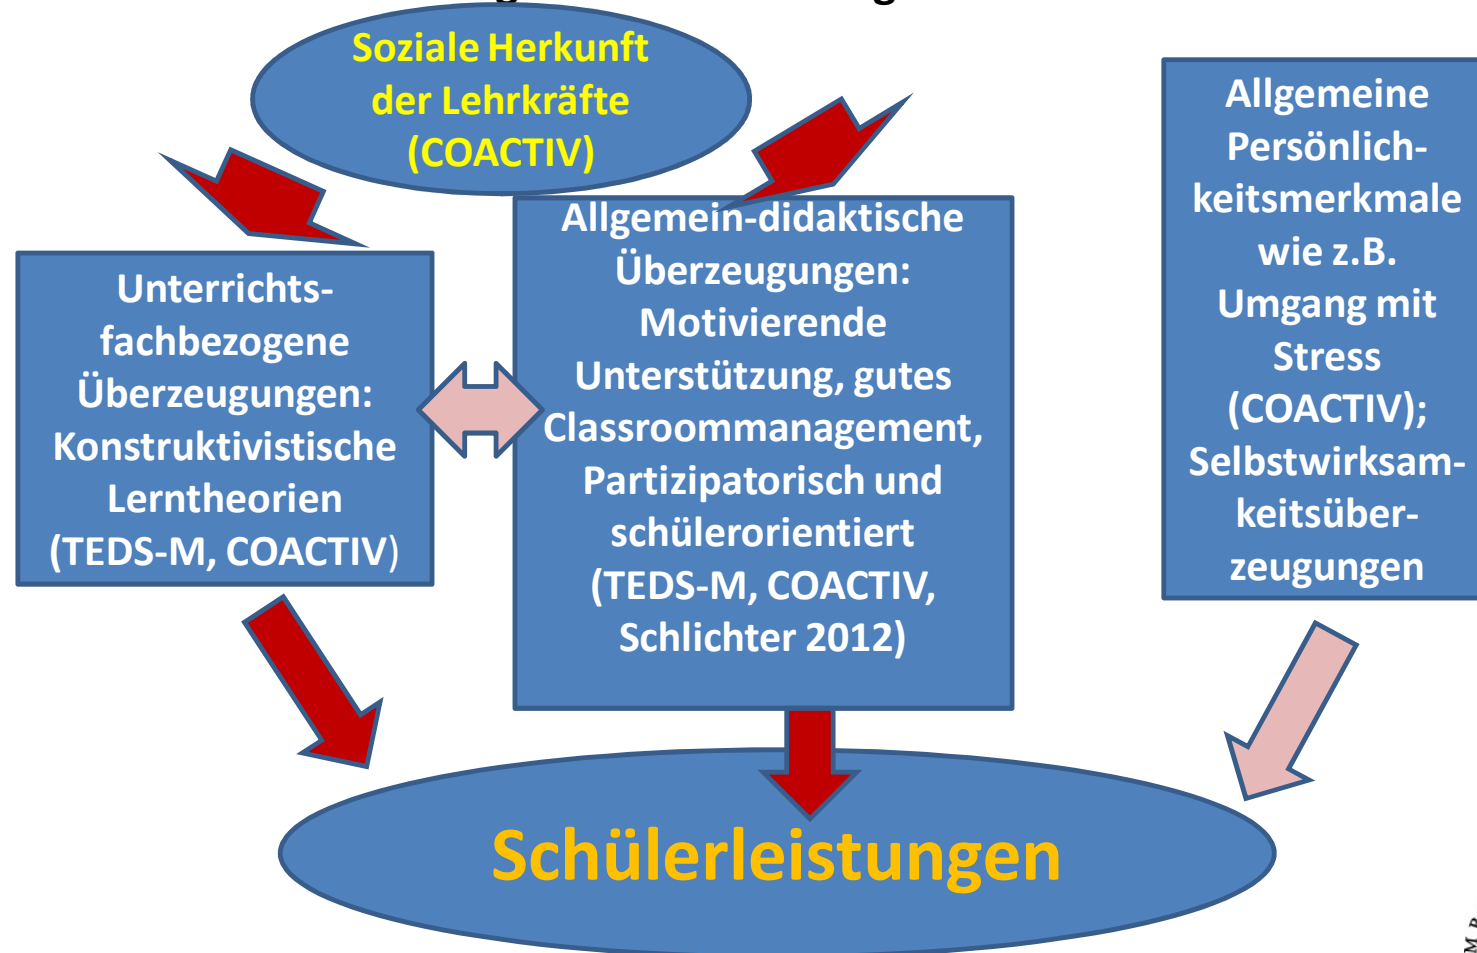 Soziale Herkunft
der Lehrkräfte
(COACTIV)
Unterrichts-
fachbezogene
Überzeugungen:
Konstruktivistische
Lerntheorien
(TEDS-M, COACTIV)
Allgemein-didaktische
Überzeugungen:
Motivierende
Unterstützung, gutes
Classroommanagement,
Partizipatorisch und
schülerorientiert
(TEDS-M, COACTIV,
Schlichter 2012)
Allgemeine
Persönlich-
keitsmerkmale
wie z.B.
Umgang mit
Stress
(COACTIV);
Selbstwirksam-
keitsüber-
zeugungen
Schülerleistungen